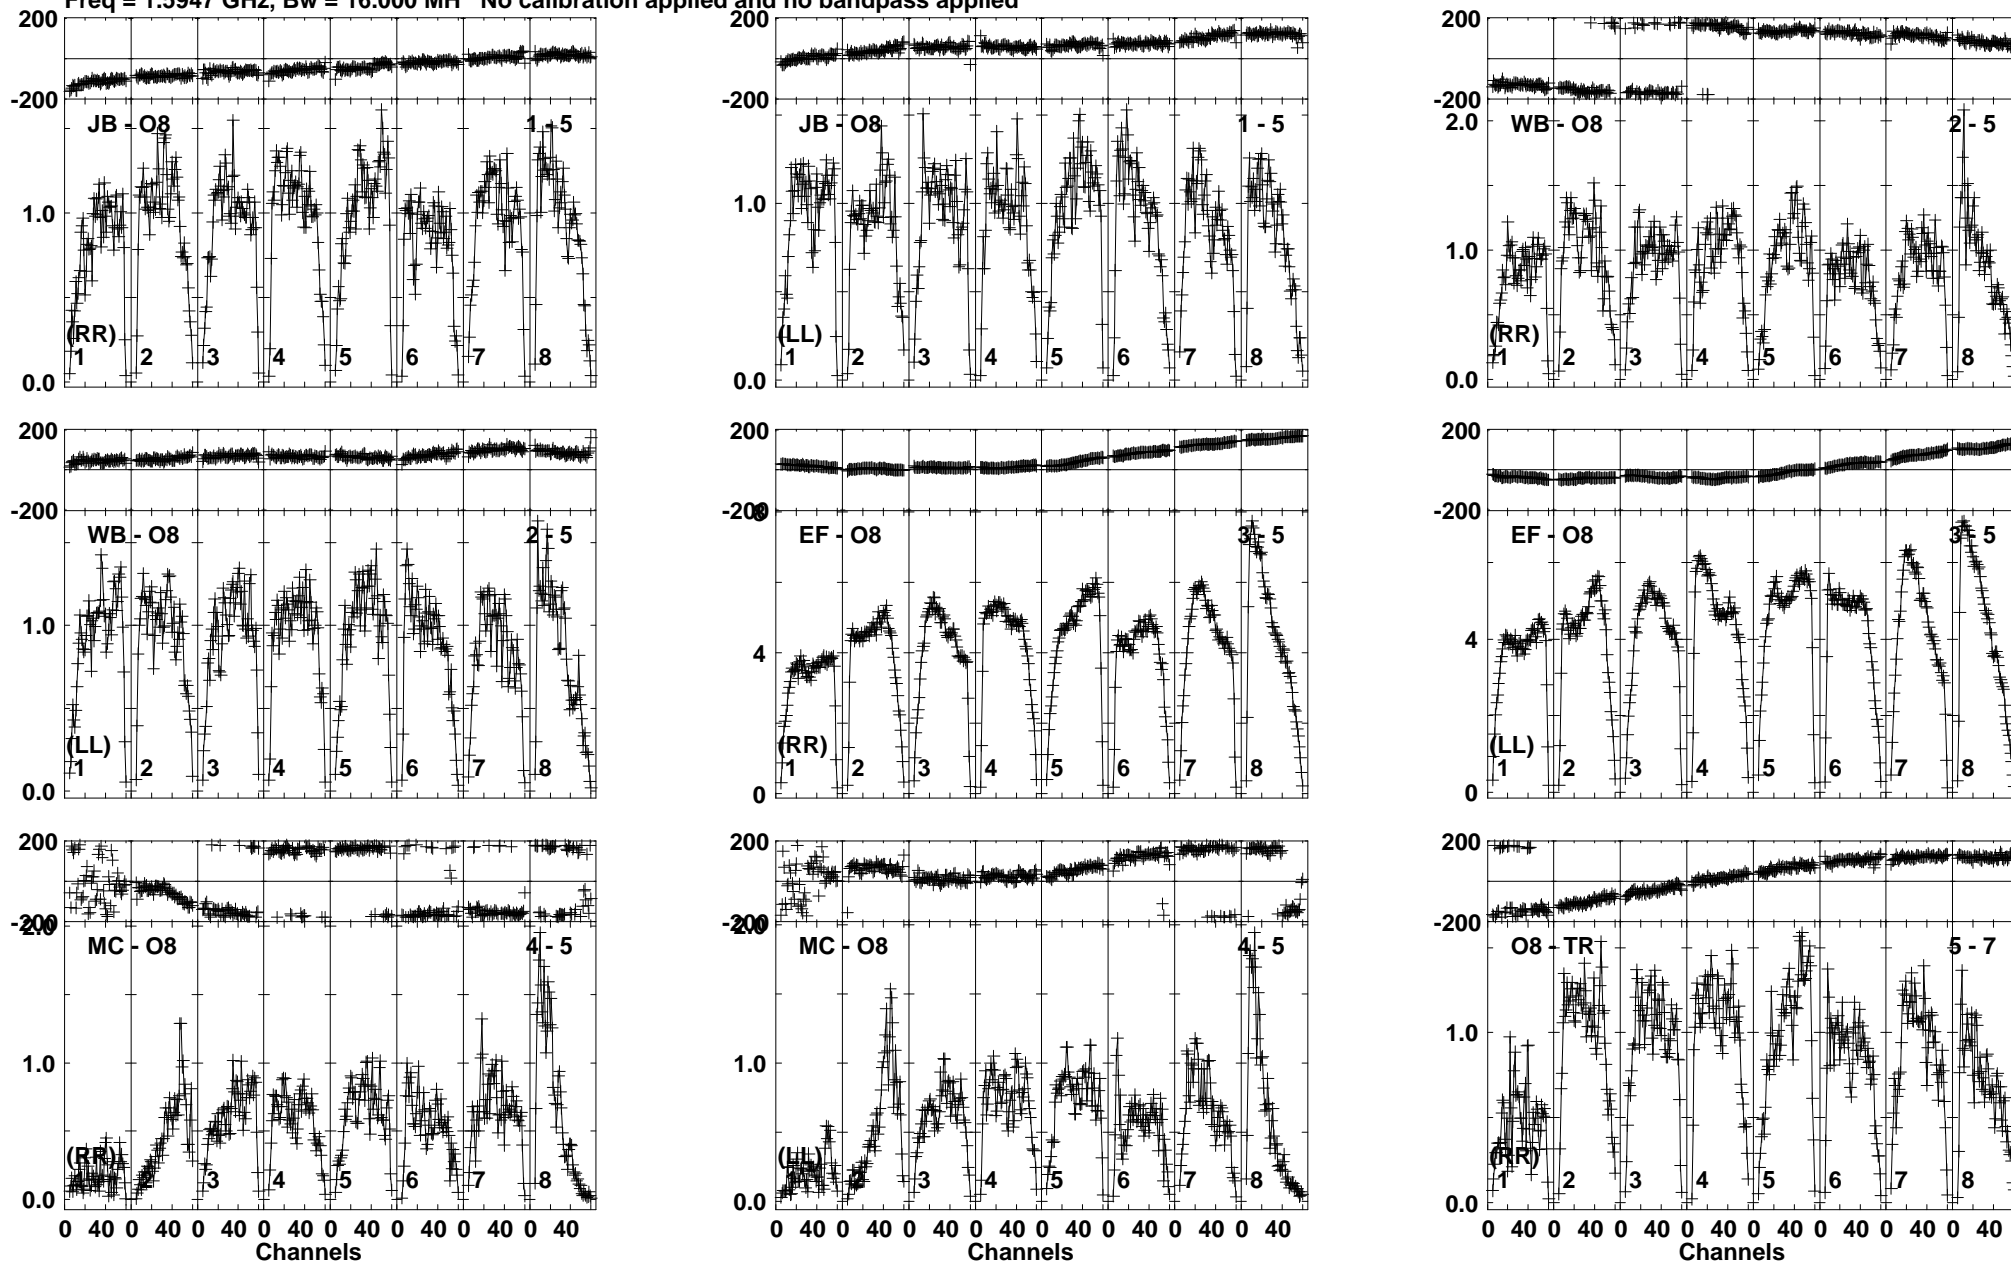 Freq = 1.5947 GHz, Bw = 16.000 MH No calibration applied and no bandpass applied
200 200 200
-200 -200 -200
JB - O8 1 - 5 JB - O8 1 - 5 WB - O8 2 - 5
2.0
1.0 1.0 1.0
(RR) (LL) (RR)
1 2 3 4 5 6 7 8 1 2 3 4 5 6 7 8 1 2 3 4 5 6 7 8
0.0 0.0 0.0
200 200 200
-200 -200 -200
8
WB - O8 2 - 5 EF - O8 3 - 5 EF - O8 3 - 5
1.0 4 4
(LL) (RR) (LL)
1 2 3 4 5 6 7 8 1 2 3 4 5 6 7 8 1 2 3 4 5 6 7 8
0.0 0 0
200 200 200
-200 -200 -200
2.0 2.0
MC - O8 4 - 5 MC - O8 4 - 5 O8 - TR 5 - 7
1.0 1.0 1.0
(RR) (LL) (RR)
1 2 3 4 5 6 7 8 1 2 3 4 5 6 7 8 1 2 3 4 5 6 7 8
0.0 0.0 0.0
0 40 0 40 0 40 0 40 0 40 0 40 0 40 0 40 0 40 0 40 0 40 0 40 0 40 0 40 0 40 0 40 0 40 0 40 0 40 0 40 0 40 0 40 0 40 0 40
Channels Channels Channels